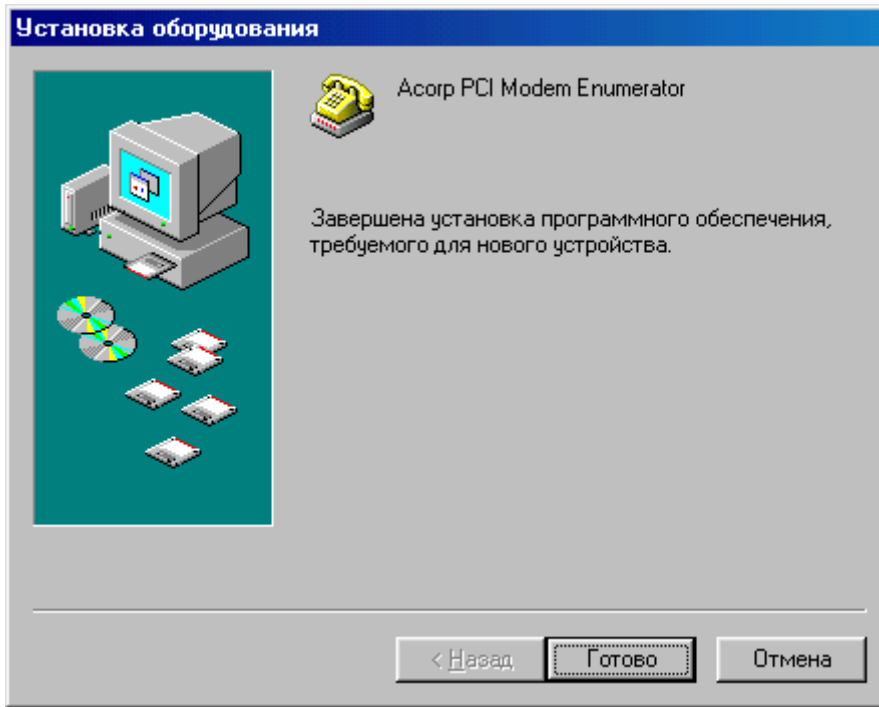 Установка оборудования
Acorp PCI Modem Enumerator
Завершена установка программного обеспечения,
требуемого для нового устройства.
< Назад
Готово
Отмена